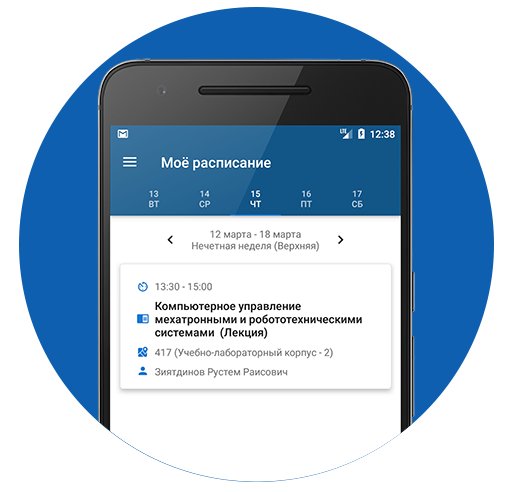 LTE 12:38
Моё расписание
13 14 15 16 17
ВТ СР ЧТ ПТ СБ
12 марта - 18 марта
Нечетная неделя (Верхняя)
13:30 - 15:00
Компьютерное управление
мехатронными и робототехническими
системами (Лекция)
417 (Учебно-лабораторный корпус - 2)
Зиятдинов Рустем Раисович